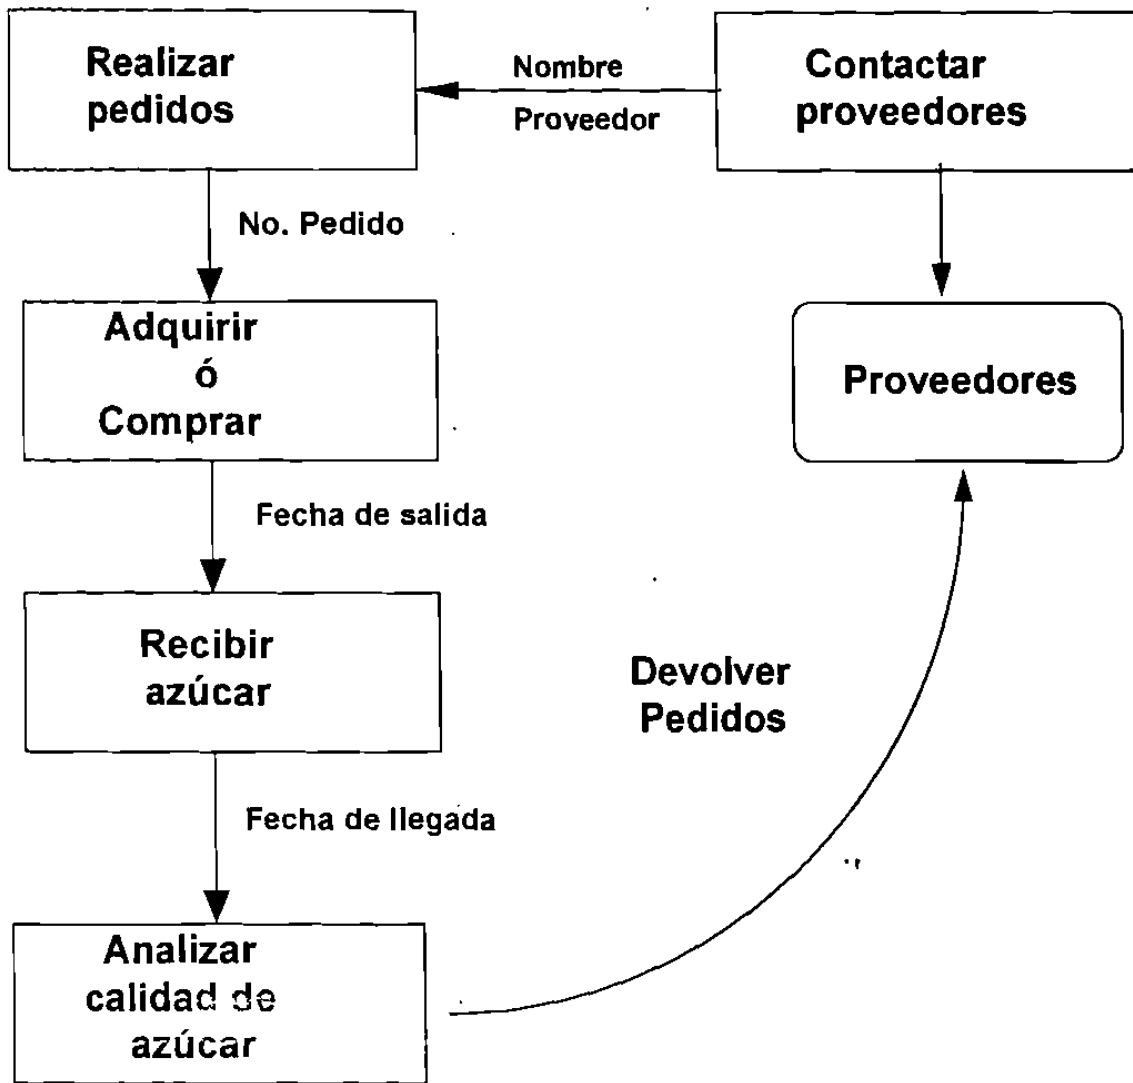 Realizar
pedidos
Nombre
Proveedor
Contactar
proveedores
No. Pedido
Adquirir
ó
Comprar
Proveedores
Fecha de salida
Recibir
azúcar
Devolver
Pedidos
Fecha de llegada
Analizar
calidad de
azúcar